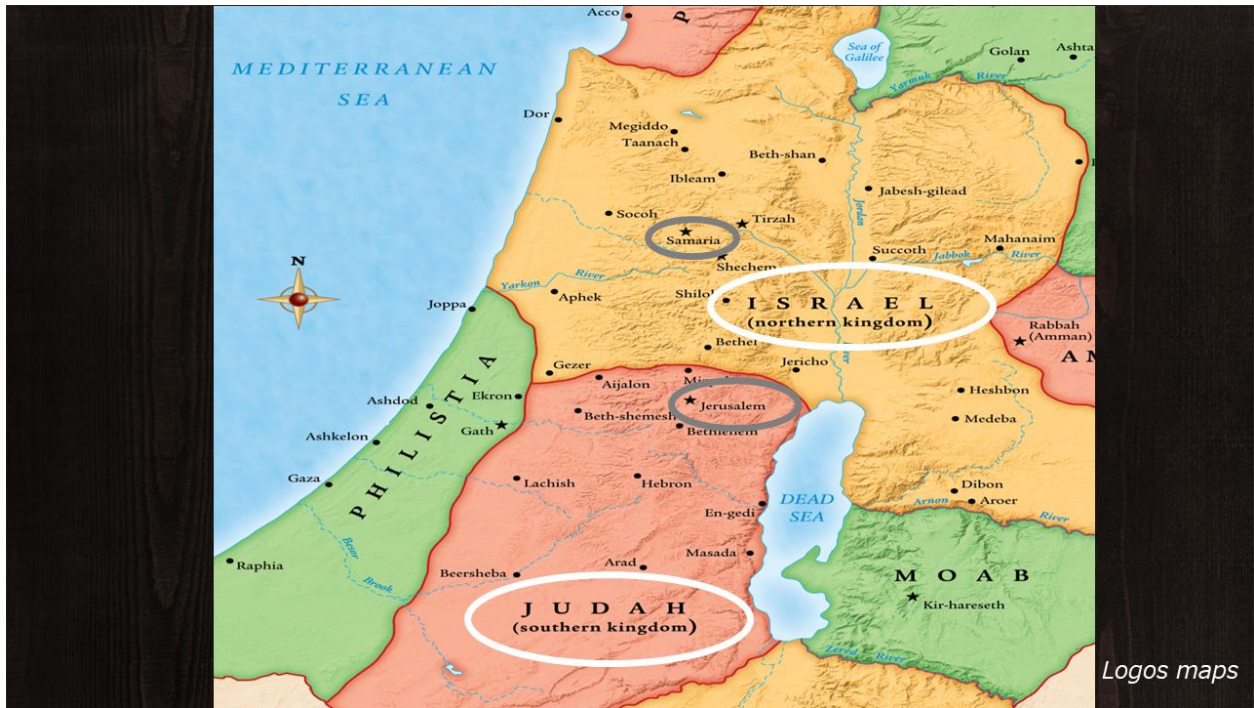 Acco
P
Sea of
Galilee
Golan
MEDITERRANEAN
SEA
Yarmuk River
Dor
Megiddo
Taanach
Beth-shan
Ibleam
Jabesh-gilead
Jordan
Socoh
Tirzah
Samaria
Succoth
Mahanaim
N
Shechem
Jabbok River
Yarkon River
Aphek
ISRAEL
(northern kingdom)
Joppa
Rabbah
(Amman)
Bethel
Jericho
Gezer
Aijalon
Heshbon
PHILISTIA
Ekron
Ashdod
Jerusalem
Beth-shemesh
Medeba
Gath
Bethlehem
Ashkelon
Gaza
Lachish
Hebron
DEAD
SEA
Dibon
Aroer
En-gedi
Arnon River
Besor Brook
Raphia
Masada
Arad
Beersheba
MOAB
JUDAH
(southern kingdom)
Kir-hareseth
Zered River
Logos maps